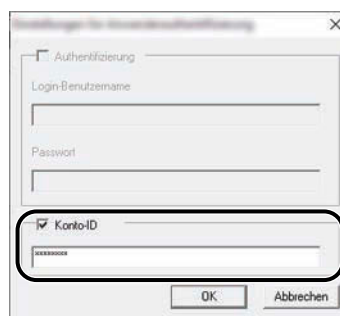 Authentifizierung
Login-Benutzername
Passwort
Konto-ID
OK Abbrechen